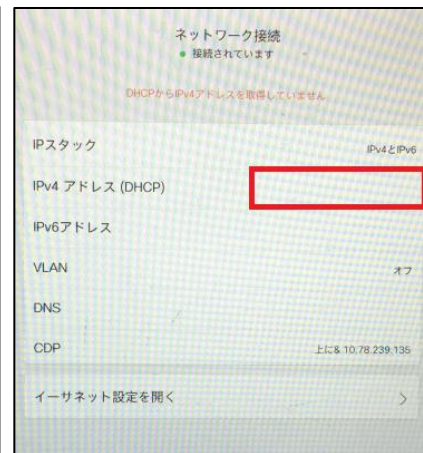 ネットワーク接続
接続されています
DHCPからIPv4アドレスを取得していません
IPスタック
IPv4とIPv6
IPv4 アドレス (DHCP)
IPv6アドレス
VLAN
オフ
DNS
CDP
上に& 10.78.239.135
イーサネット設定を開く